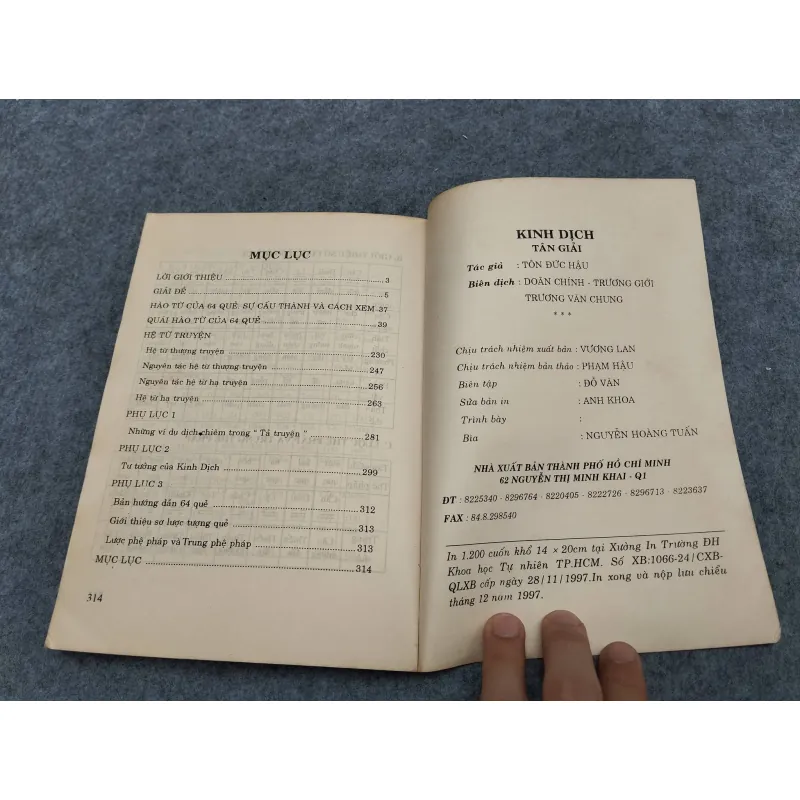 MỤC LỤC
LỜI GIỚI THIỆU ........ 3
GIẢI ĐỀ ........ 5
HÀO TỪ CỦA 64 QUẺ: SỰ CẤU THÀNH VÀ CÁCH XEM 37
QUÁI HÀO TỪ CỦA 64 QUẺ ........ 39
HỆ TỪ TRUYỆN
Hệ từ thượng truyện ........ 230
Nguyên tắc hệ từ thượng truyện ........ 247
Nguyên tắc hệ từ hạ truyện ........ 256
Hệ từ hạ truyện ........ 263
PHỤ LỤC 1
Những ví dụ dịch chiêm trong " Tả truyện " ........ 281
PHỤ LỤC 2
Tư tưởng của Kinh Dịch ........ 299
PHỤ LỤC 3
Bản hướng dẫn 64 quẻ ........ 312
Giới thiệu sơ lược tượng quẻ ........ 313
Lược phệ pháp và Trung phệ pháp ........ 313
MỤC LỤC ........ 314
314
KINH DỊCH
TÂN GIẢI
Tác giả : TÔN ĐỨC HẬU
Biên dịch : DOÃN CHÍNH - TRƯƠNG GIỚI
TRƯƠNG VĂN CHUNG
***
Chịu trách nhiệm xuất bản : VƯƠNG LAN
Chịu trách nhiệm bản thảo : PHẠM HẬU
Biên tập : ĐỖ VĂN
Sửa bản in : ANH KHOA
Trình bày :
Bìa : NGUYỄN HOÀNG TUẤN
NHÀ XUẤT BẢN THÀNH PHỐ HỒ CHÍ MINH
62 NGUYỄN THỊ MINH KHAI - Q1
ĐT : 8225340 - 8296764 - 8220405 - 8222726 - 8296713 - 8223637
FAX : 84.8.298540
In 1.200 cuốn khổ 14 × 20cm tại Xưởng In Trường ĐH
Khoa học Tự nhiên TP.HCM. Số XB:1066-24/CXB-
QLXB cấp ngày 28/11/1997.In xong và nộp lưu chiểu
tháng 12 năm 1997.